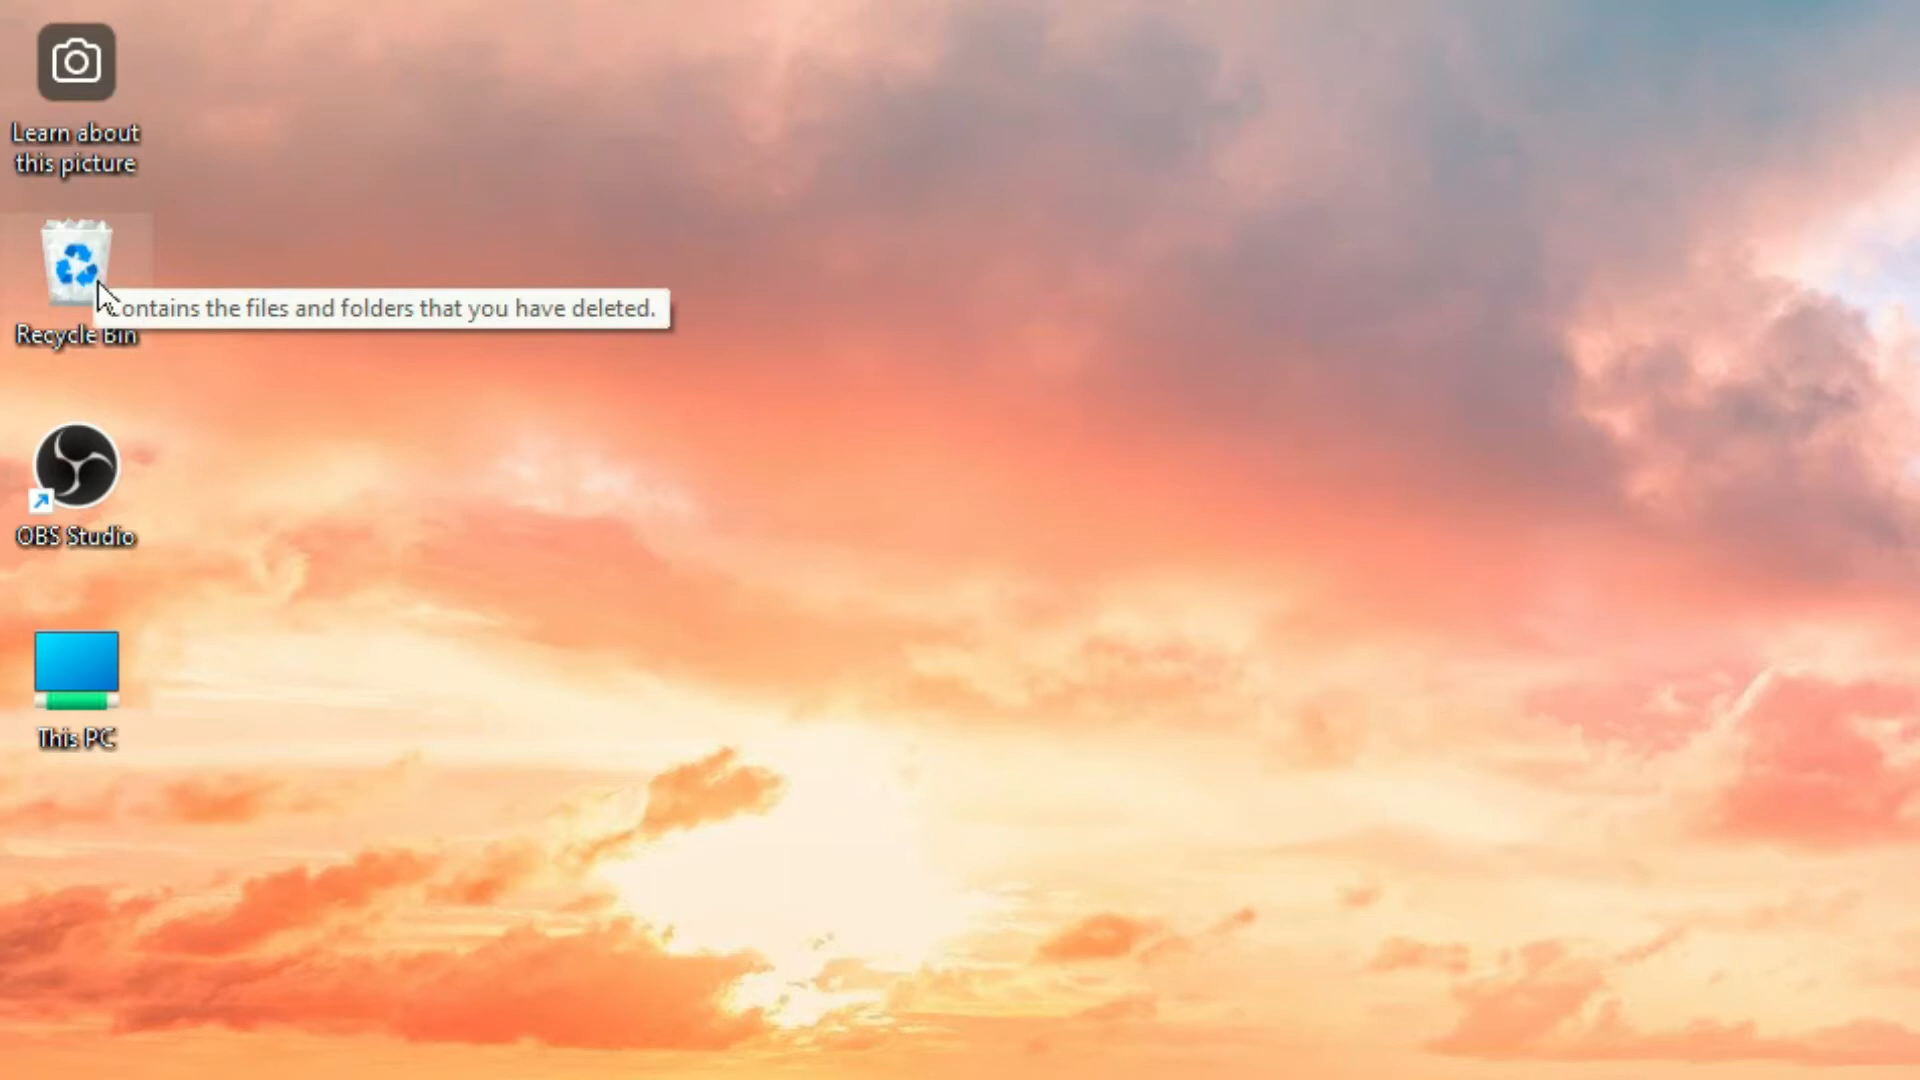 Learn about
this picture
ontains the files and folders that you have deleted.
Recycle Bin
OBS Studio
This PC